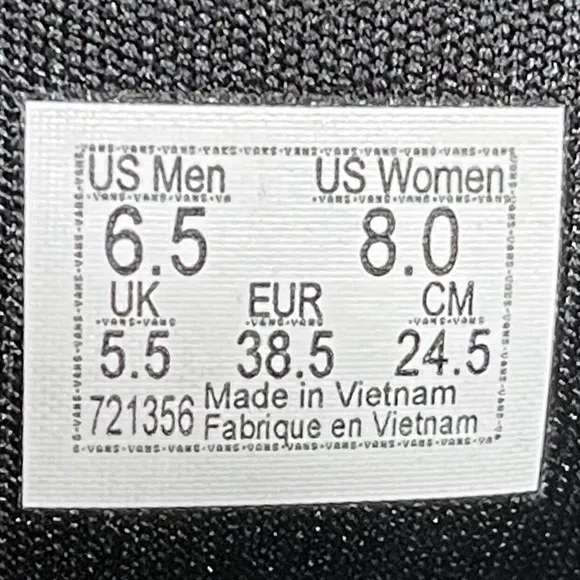 US Men US Women
6.5 8.0
UK EUR CM
5.5 38.5 24.5
721356 Made in Vietnam
Fabrique en Vietnam